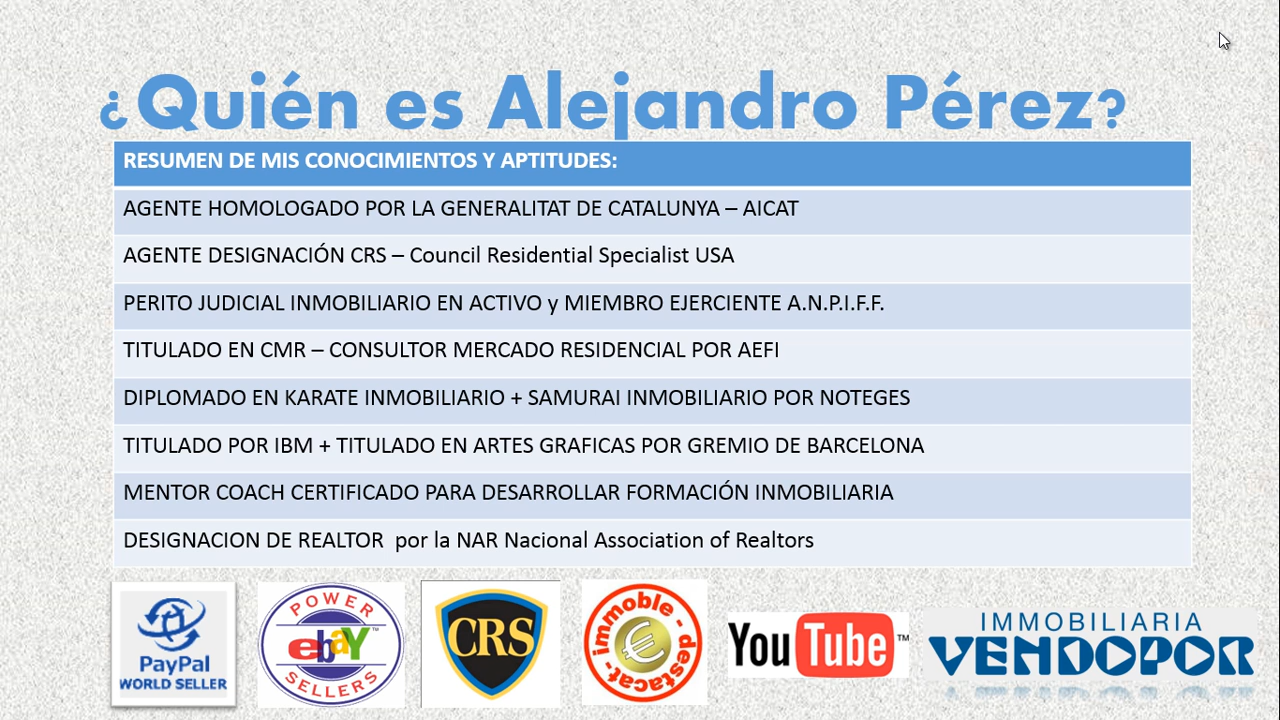 ¿Quién es Alejandro Pérez?
RESUMEN DE MIS CONOCIMIENTOS Y APTITUDES:
AGENTE HOMOLOGADO POR LA GENERALITAT DE CATALUNYA – AICAT
AGENTE DESIGNACIÓN CRS – Council Residential Specialist USA
PERITO JUDICIAL INMOBILIARIO EN ACTIVO y MIEMBRO EJERCIENTE A.N.P.I.F.F.
TITULADO EN CMR – CONSULTOR MERCADO RESIDENCIAL POR AEFI
DIPLOMADO EN KARATE INMOBILIARIO + SAMURAI INMOBILIARIO POR NOTEGES
TITULADO POR IBM + TITULADO EN ARTES GRAFICAS POR GREMIO DE BARCELONA
MENTOR COACH CERTIFICADO PARA DESARROLLAR FORMACIÓN INMOBILIARIA
DESIGNACION DE REALTOR  por la NAR Nacional Association of Realtors
PayPal
WORLD SELLER
POWER
ebaY™
SELLERS
CRS
immoble - destacat -
€
YouTube™
IMMOBILIARIA
VENDOPOR